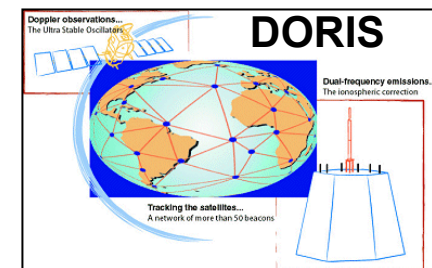 Doppler observations...
The Ultra Stable Oscillators
DORIS
Dual-frequency emissions...
The ionospheric correction
Tracking the satellites...
A network of more than 50 beacons